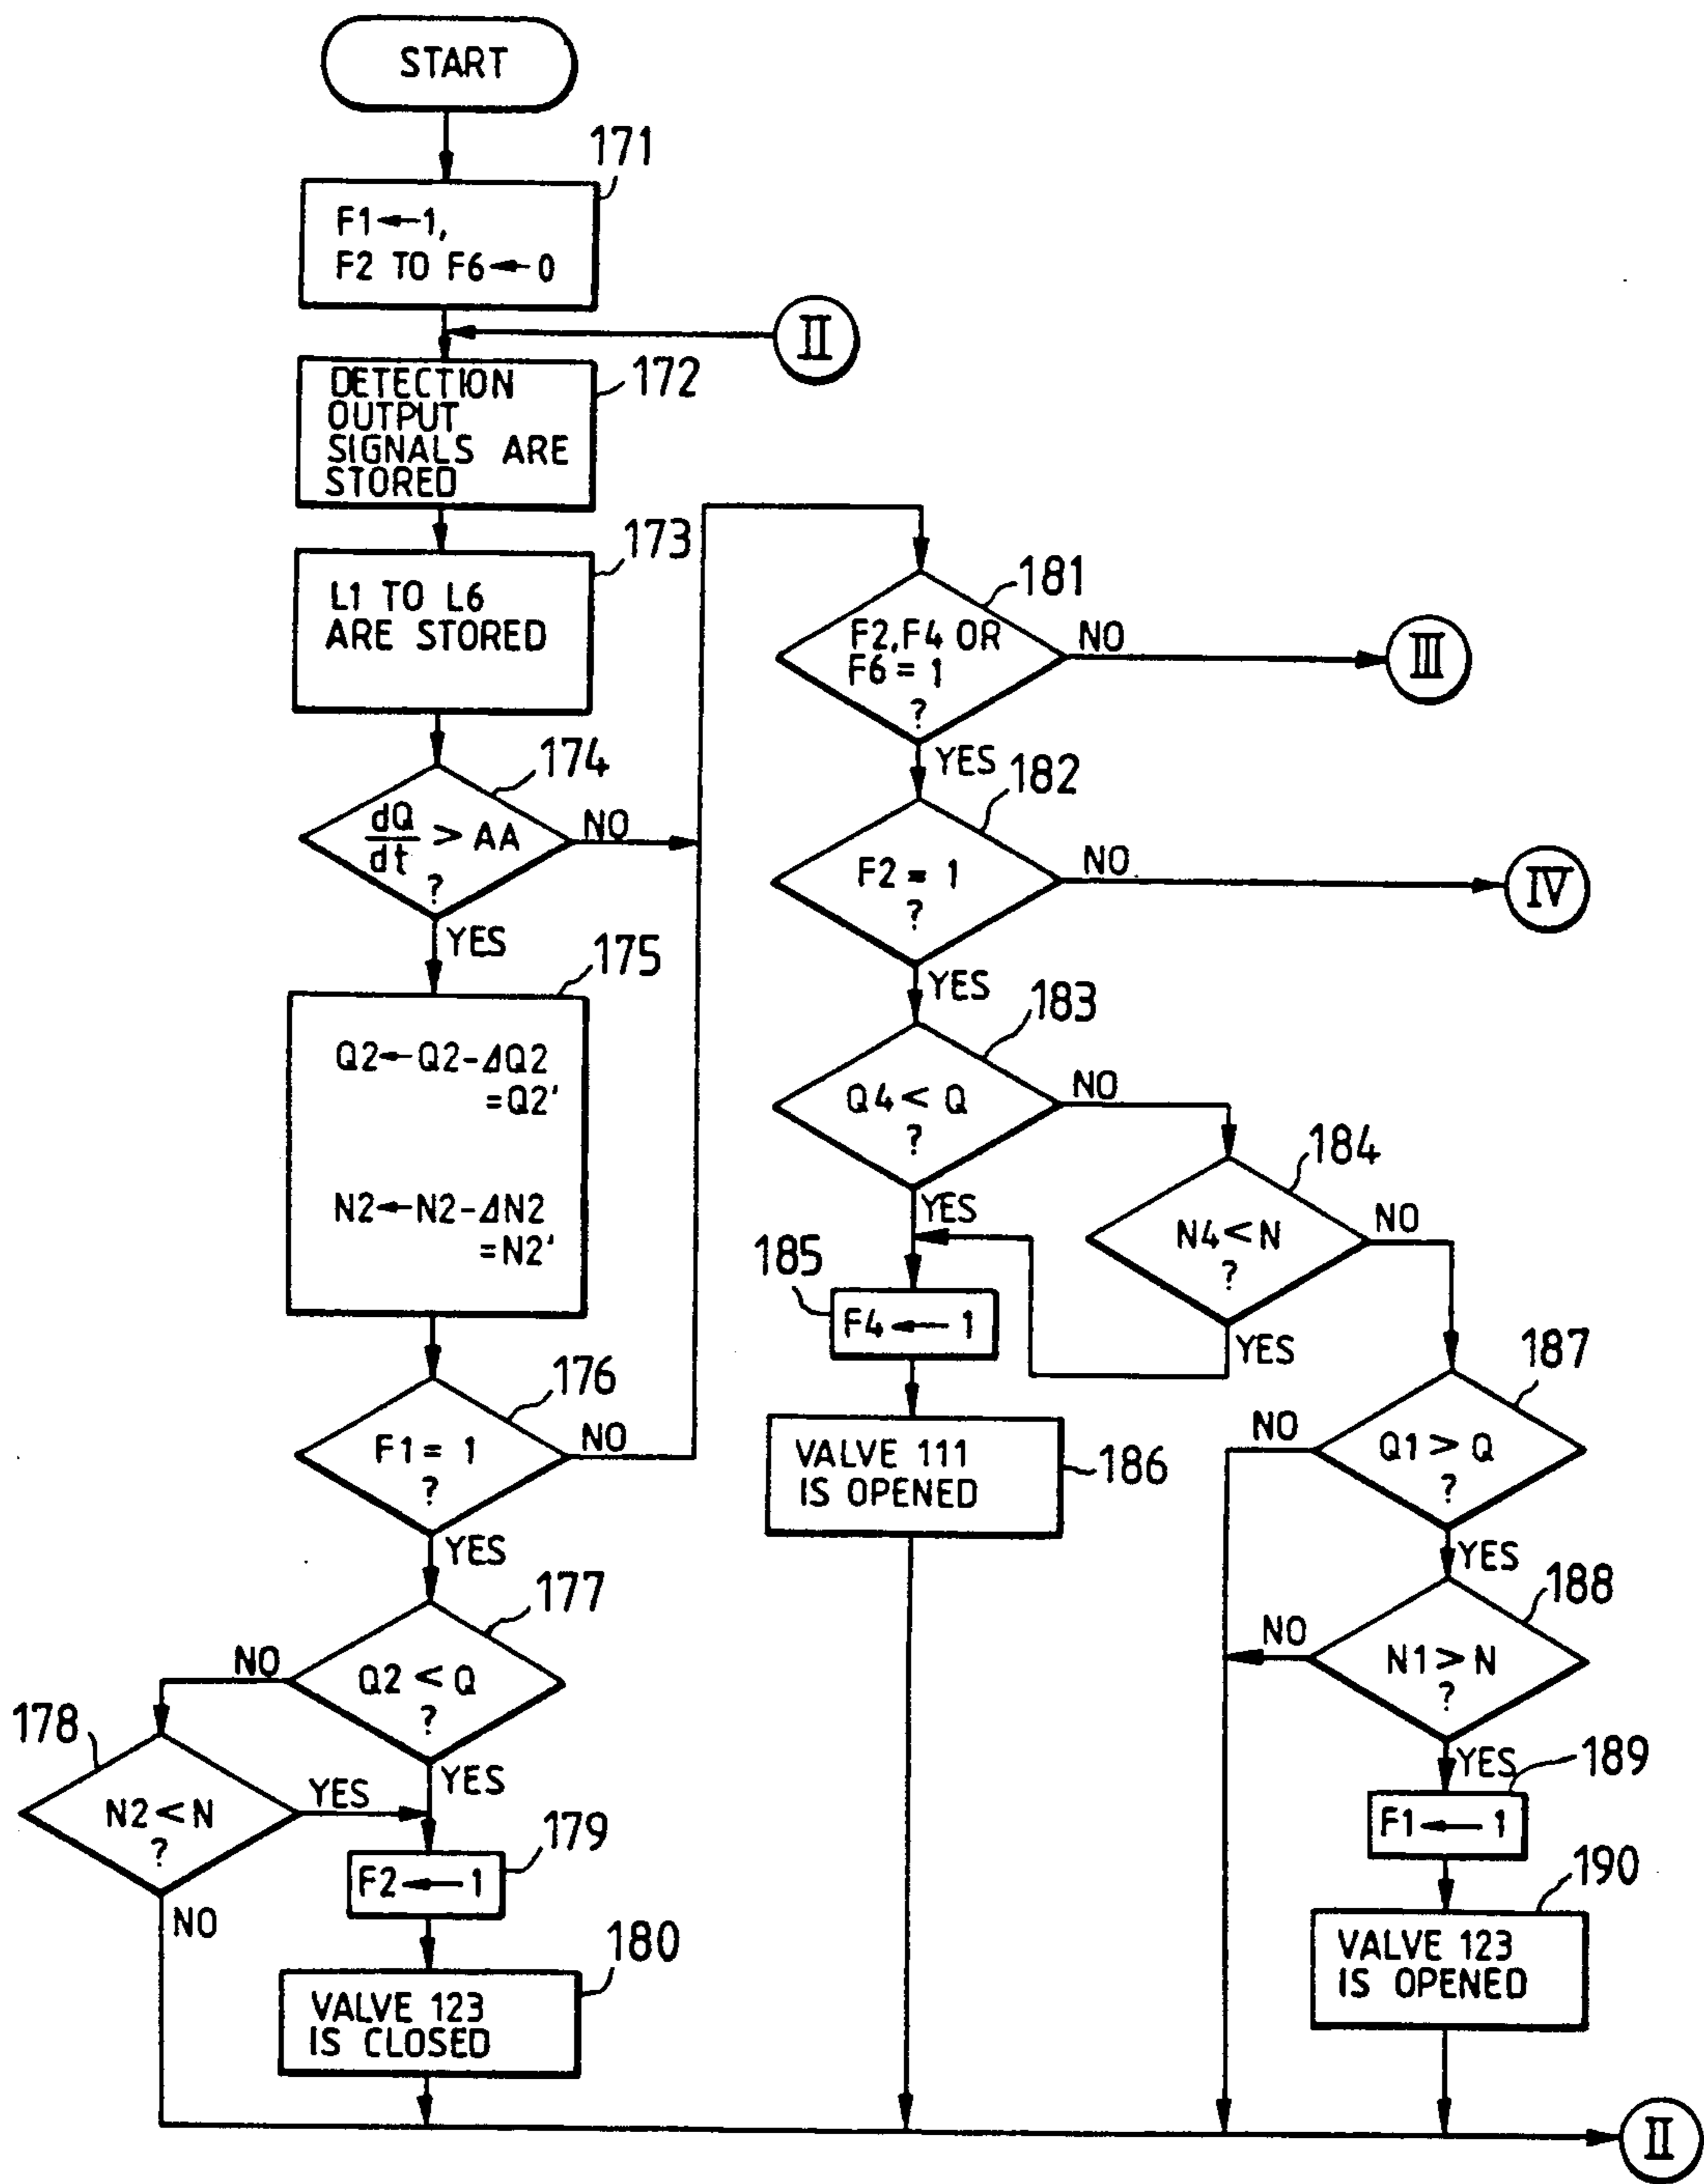 START
171
F1←1,
F2 TO F6←0
II
172
DETECTION
OUTPUT
SIGNALS ARE
STORED
173
L1 TO L6
ARE STORED
174
dQ/dt > AA
?
NO
YES
175
Q2←Q2-ΔQ2
=Q2'
N2←N2-ΔN2
=N2'
176
F1= 1
?
NO
YES
177
Q2 < Q
?
NO
YES
178
N2 < N
?
YES
NO
179
F2← 1
180
VALVE 123
IS CLOSED
181
F2,F4 OR
F6= 1
?
NO
III
YES
182
F2= 1
?
NO
IV
YES
183
Q4< Q
?
NO
YES
184
N4<N
?
NO
YES
185
F4← 1
186
VALVE 111
IS OPENED
187
Q1> Q
?
NO
YES
188
N1>N
?
NO
YES
189
F1← 1
190
VALVE 123
IS OPENED
II